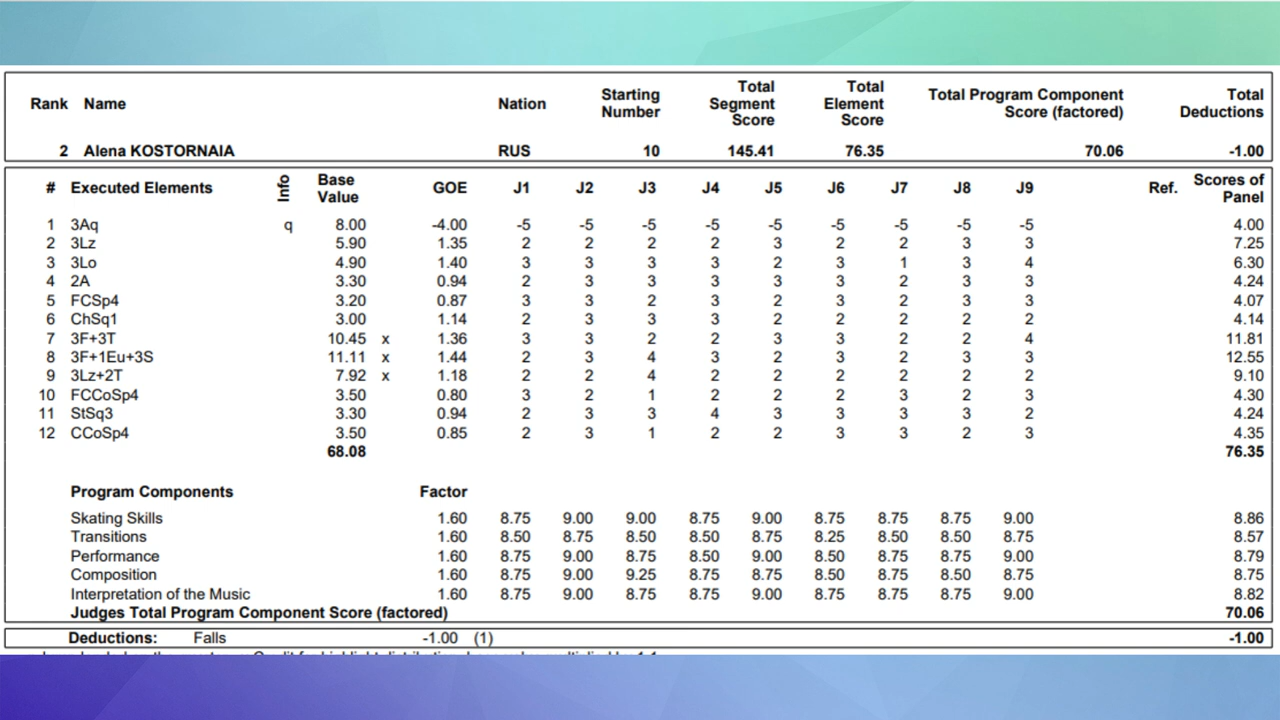 Rank Name Nation Starting Number Total Segment Score Total Element Score Total Program Component Score (factored) Total Deductions
2 Alena KOSTORNAIA RUS 10 145.41 76.35 70.06 -1.00
# Executed Elements Info Base Value GOE J1 J2 J3 J4 J5 J6 J7 J8 J9 Ref. Scores of Panel
1 3Aq q 8.00 -4.00 -5 -5 -5 -5 -5 -5 -5 -5 -5 4.00
2 3Lz 5.90 1.35 2 2 2 2 3 2 2 3 3 7.25
3 3Lo 4.90 1.40 3 3 3 3 2 3 1 3 4 6.30
4 2A 3.30 0.94 2 3 3 3 3 3 2 3 3 4.24
5 FCSp4 3.20 0.87 3 3 2 3 2 3 2 3 3 4.07
6 ChSq1 3.00 1.14 2 3 3 3 2 2 2 2 2 4.14
7 3F+3T 10.45 x 1.36 3 3 2 2 3 3 2 2 4 11.81
8 3F+1Eu+3S 11.11 x 1.44 2 3 4 3 2 3 2 3 3 12.55
9 3Lz+2T 7.92 x 1.18 2 2 4 2 2 2 2 2 2 9.10
10 FCCoSp4 3.50 0.80 3 2 1 2 2 2 3 2 3 4.30
11 StSq3 3.30 0.94 2 3 3 4 3 3 3 3 2 4.24
12 CCoSp4 3.50 0.85 2 3 1 2 2 3 3 2 3 4.35
68.08 76.35
Program Components Factor
Skating Skills 1.60 8.75 9.00 9.00 8.75 9.00 8.75 8.75 8.75 9.00 8.86
Transitions 1.60 8.50 8.75 8.50 8.50 8.75 8.25 8.50 8.50 8.75 8.57
Performance 1.60 8.75 9.00 8.75 8.50 9.00 8.50 8.75 8.75 9.00 8.79
Composition 1.60 8.75 9.00 9.25 8.75 8.75 8.50 8.75 8.50 8.75 8.75
Interpretation of the Music 1.60 8.75 9.00 8.75 8.75 9.00 8.75 8.75 8.75 9.00 8.82
Judges Total Program Component Score (factored) 70.06
Deductions: Falls -1.00 (1) -1.00